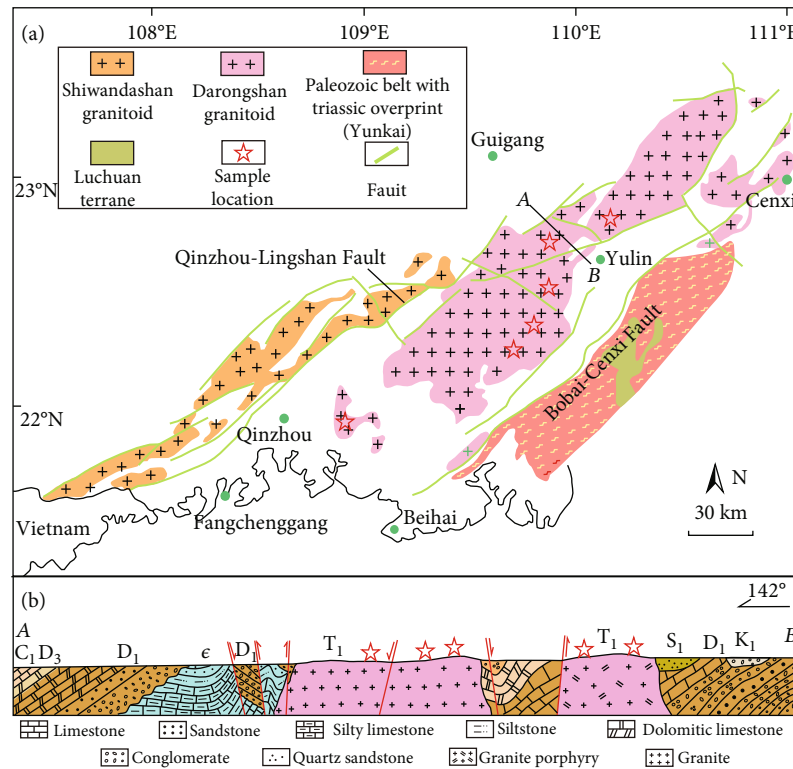 108°E 109°E 110°E 111°E
(a)
Shiwandashan
granitoid
Darongshan
granitoid
Paleozoic belt with
triassic overprint
(Yunkai)
Luchuan
terrane
Sample
location
Fauit
23°N
Guigang
Cenxi
A
B
Yulin
Qinzhou-Lingshan Fault
Bobai-Cenxi Fault
22°N
Qinzhou
Fangchenggang
Beihai
Vietnam
N
30 km
(b)
142°
A
B
C1 D3 D1 ϵ D1 T1 T1 S1 D1 K1
Limestone Sandstone Silty limestone Siltstone Dolomitic limestone
Conglomerate Quartz sandstone Granite porphyry Granite